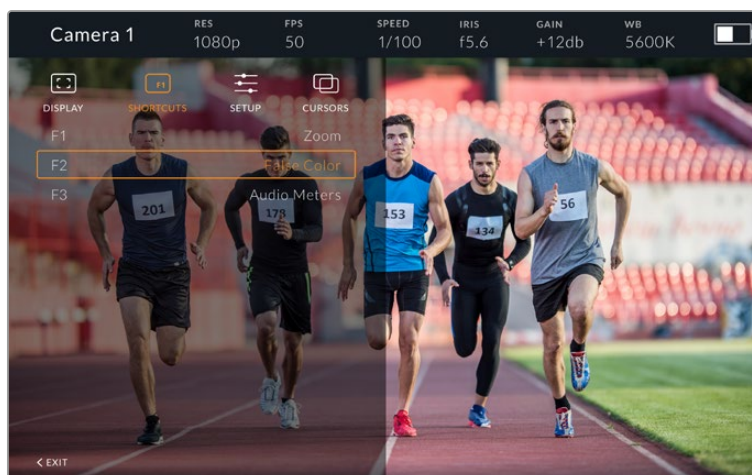 Camera 1
RES FPS SPEED IRIS GAIN WB
1080p 50 1/100 f5.6 +12db 5600K
F1
DISPLAY SHORTCUTS SETUP CURSORS
F1 Zoom
F2 False Color
F3 Audio Meters
201 178 153 134 56
< EXIT